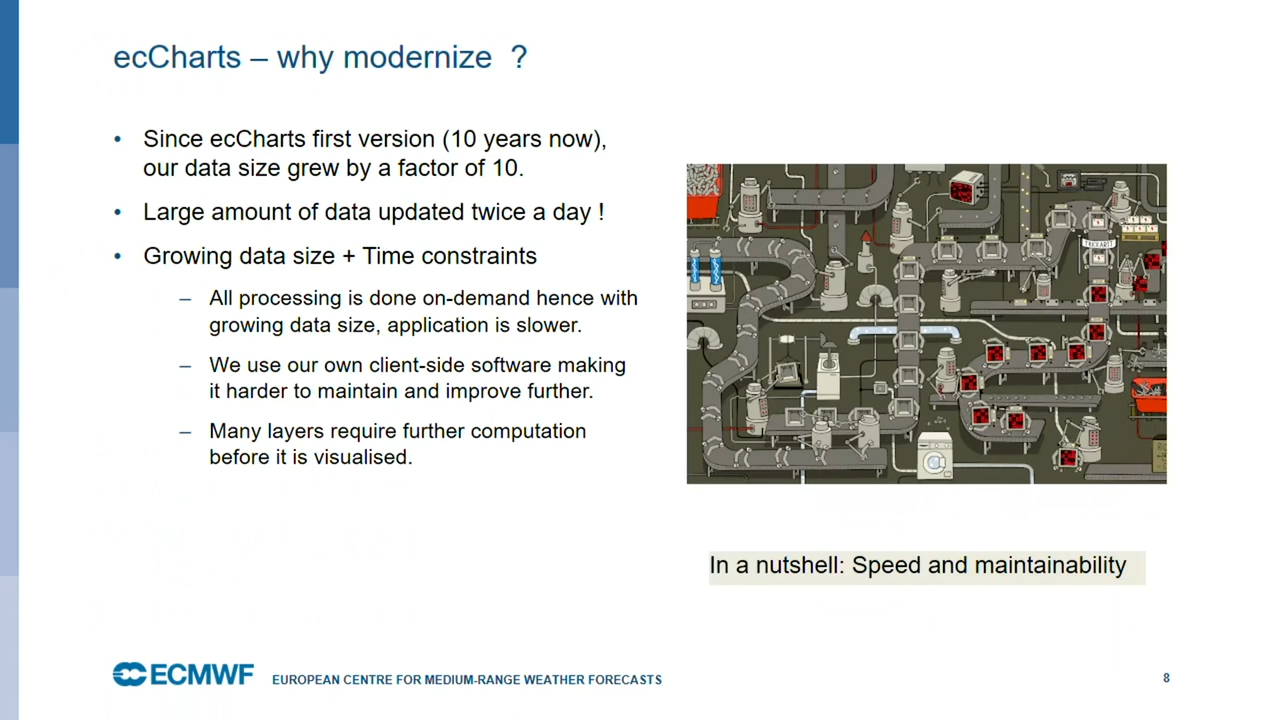 ecCharts – why modernize  ?
• Since ecCharts first version (10 years now),
our data size grew by a factor of 10.
• Large amount of data updated twice a day !
• Growing data size + Time constraints
– All processing is done on-demand hence with
growing data size, application is slower.
– We use our own client-side software making
it harder to maintain and improve further.
– Many layers require further computation
before it is visualised.
In a nutshell: Speed and maintainability
ECMWF EUROPEAN CENTRE FOR MEDIUM-RANGE WEATHER FORECASTS
8